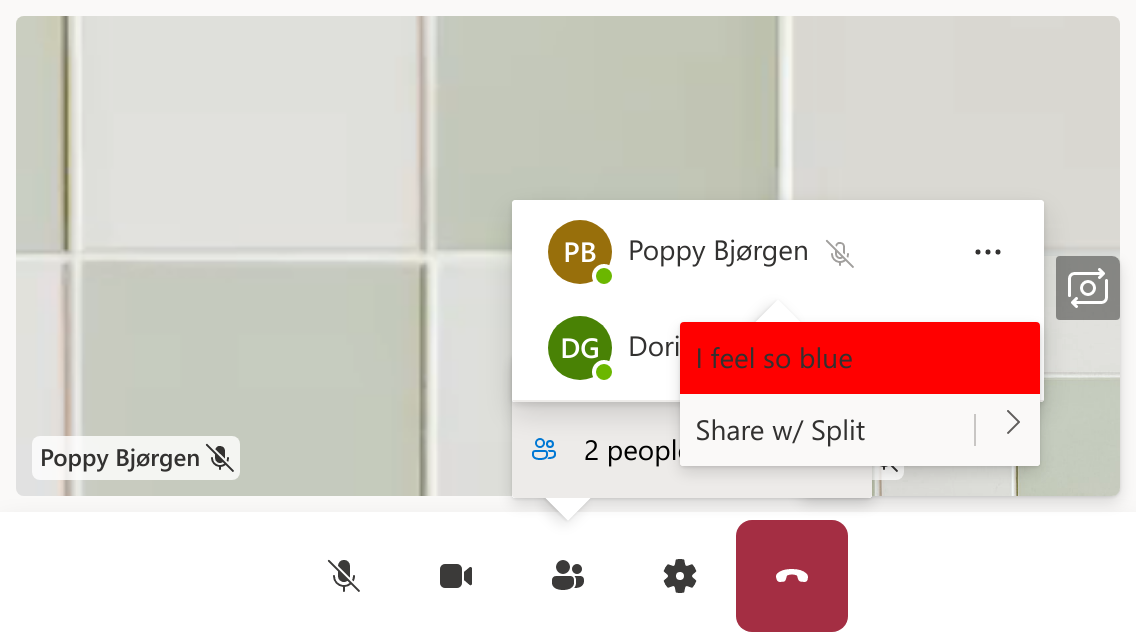 PB Poppy Bjørgen
DG Dori
I feel so blue
Share w/ Split
2 people
Poppy Bjørgen